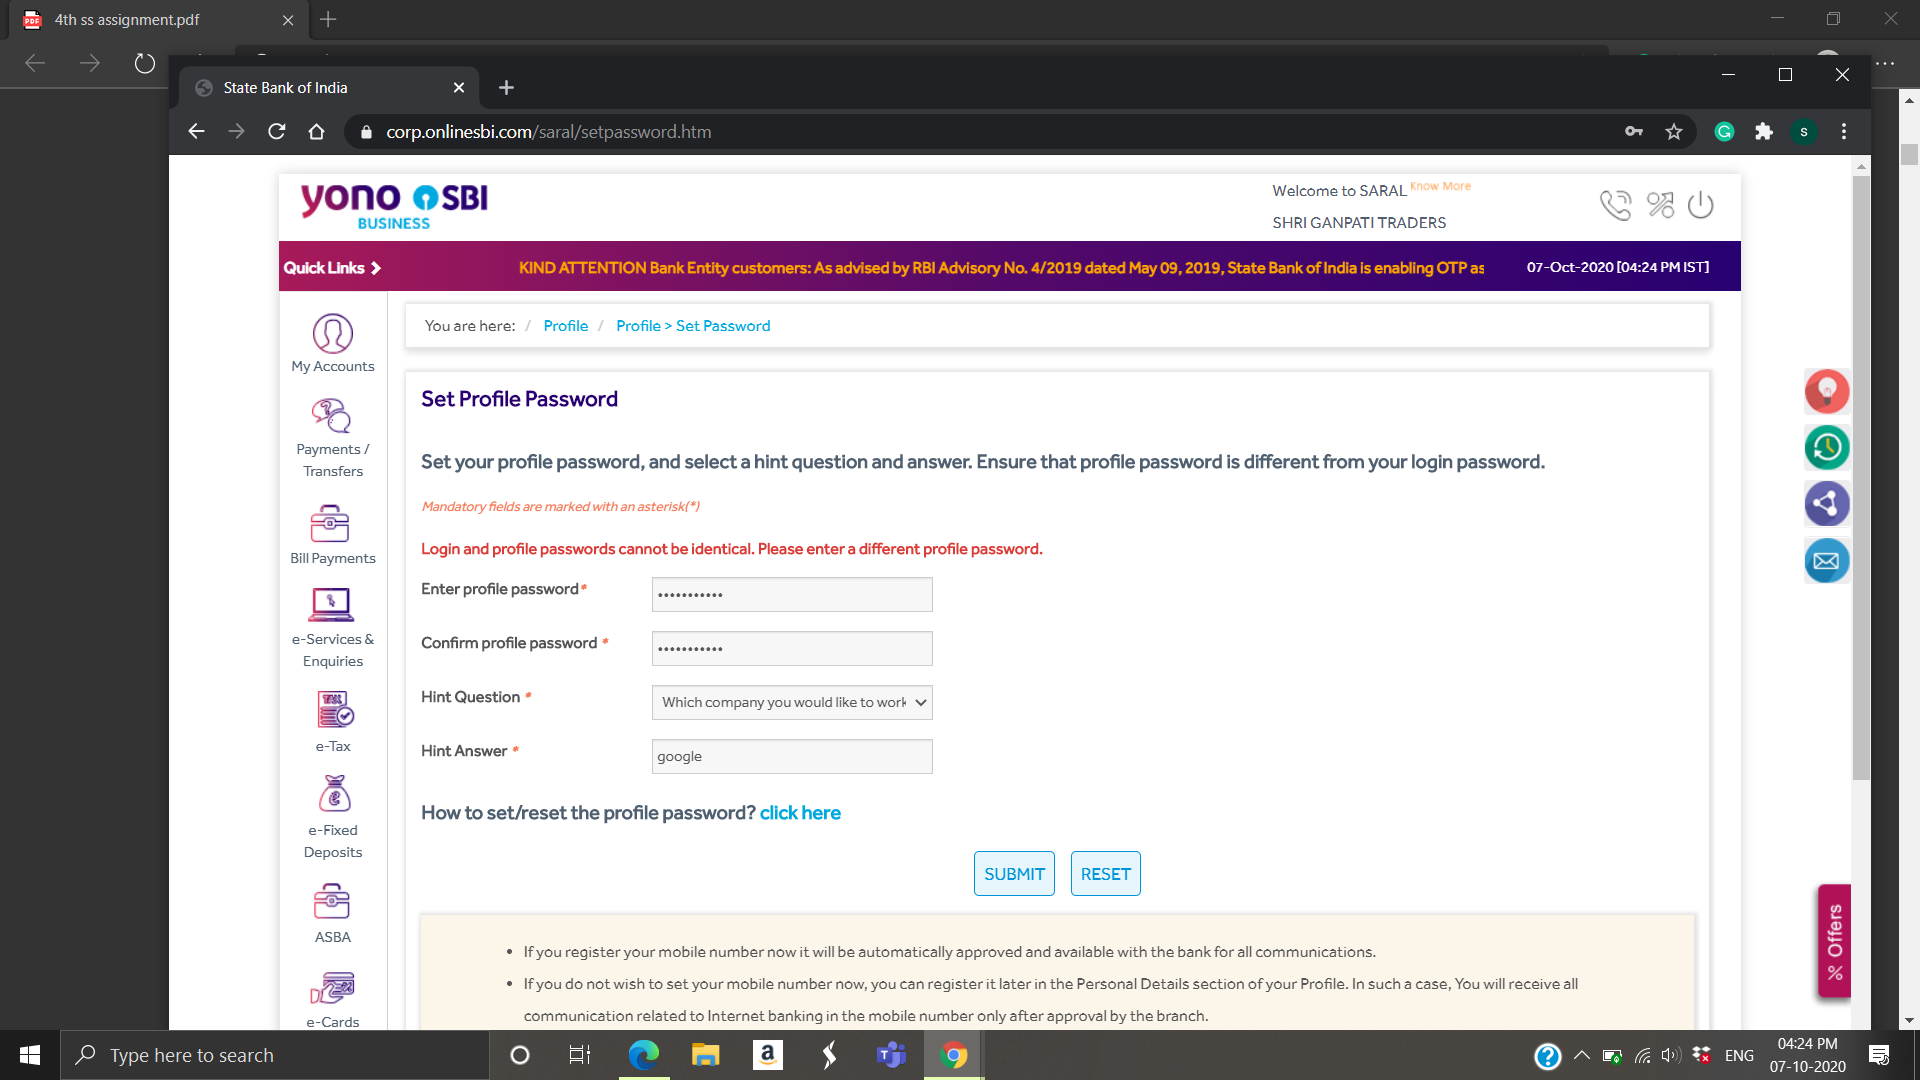 4th ss assignment.pdf
State Bank of India
corp.onlinesbi.com/saral/setpassword.htm
S
yono SBI
BUSINESS
Welcome to SARAL Know More
SHRI GANPATI TRADERS
Quick Links
KIND ATTENTION Bank Entity customers: As advised by RBI Advisory No. 4/2019 dated May 09, 2019, State Bank of India is enabling OTP as
07-Oct-2020 [04:24 PM IST]
You are here: / Profile / Profile > Set Password
My Accounts
Payments /
Transfers
Bill Payments
e-Services &
Enquiries
TAX
e-Tax
e-Fixed
Deposits
ASBA
e-Cards
Set Profile Password
Set your profile password, and select a hint question and answer. Ensure that profile password is different from your login password.
Mandatory fields are marked with an asterisk(*)
Login and profile passwords cannot be identical. Please enter a different profile password.
Enter profile password* •••••••••••
Confirm profile password * •••••••••••
Hint Question * Which company you would like to work
Hint Answer * google
How to set/reset the profile password? click here
SUBMIT RESET
• If you register your mobile number now it will be automatically approved and available with the bank for all communications.
• If you do not wish to set your mobile number now, you can register it later in the Personal Details section of your Profile. In such a case, You will receive all
communication related to Internet banking in the mobile number only after approval by the branch.
% Offers
Type here to search
ENG
04:24 PM
07-10-2020